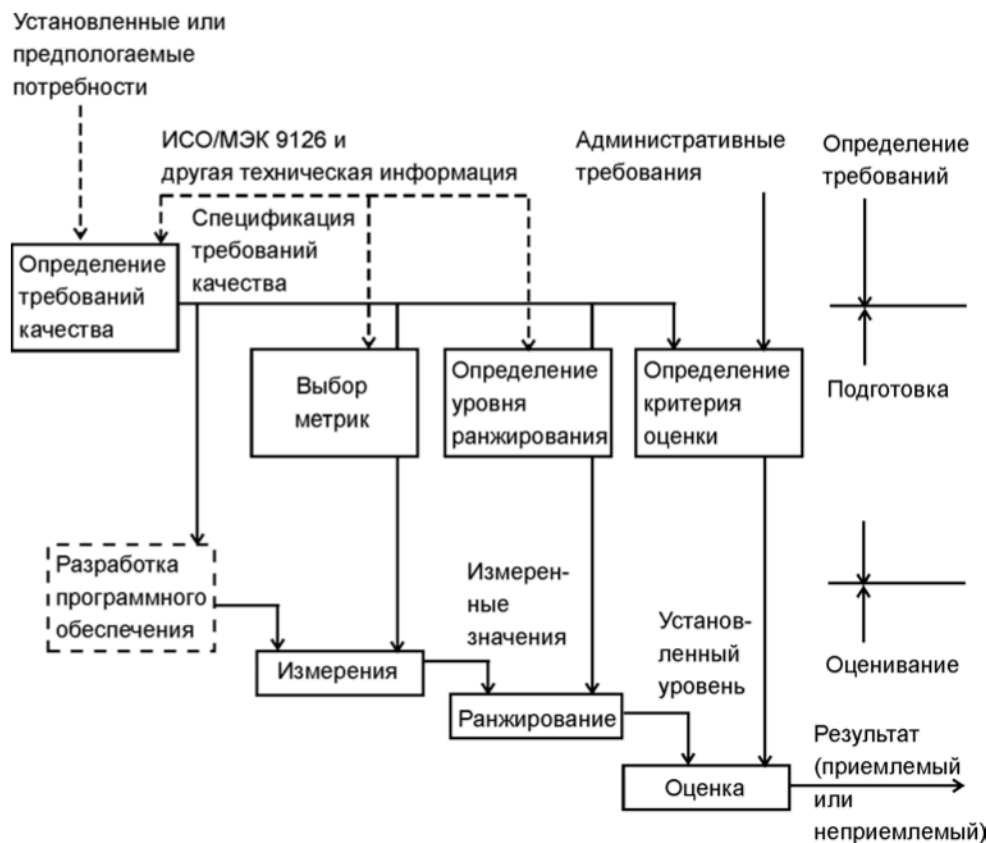 Установленные или
предпологаемые
потребности
ИСО/МЭК 9126 и
другая техническая информация
Административные
требования
Определение
требований
Спецификация
требований
качества
Определение
требований
качества
Выбор
метрик
Определение
уровня
ранжирования
Определение
критерия
оценки
Подготовка
Разработка
программного
обеспечения
Измерен-
ные
значения
Установ-
ленный
уровень
Оценивание
Измерения
Ранжирование
Оценка
Результат
(приемлемый
или
неприемлемый)